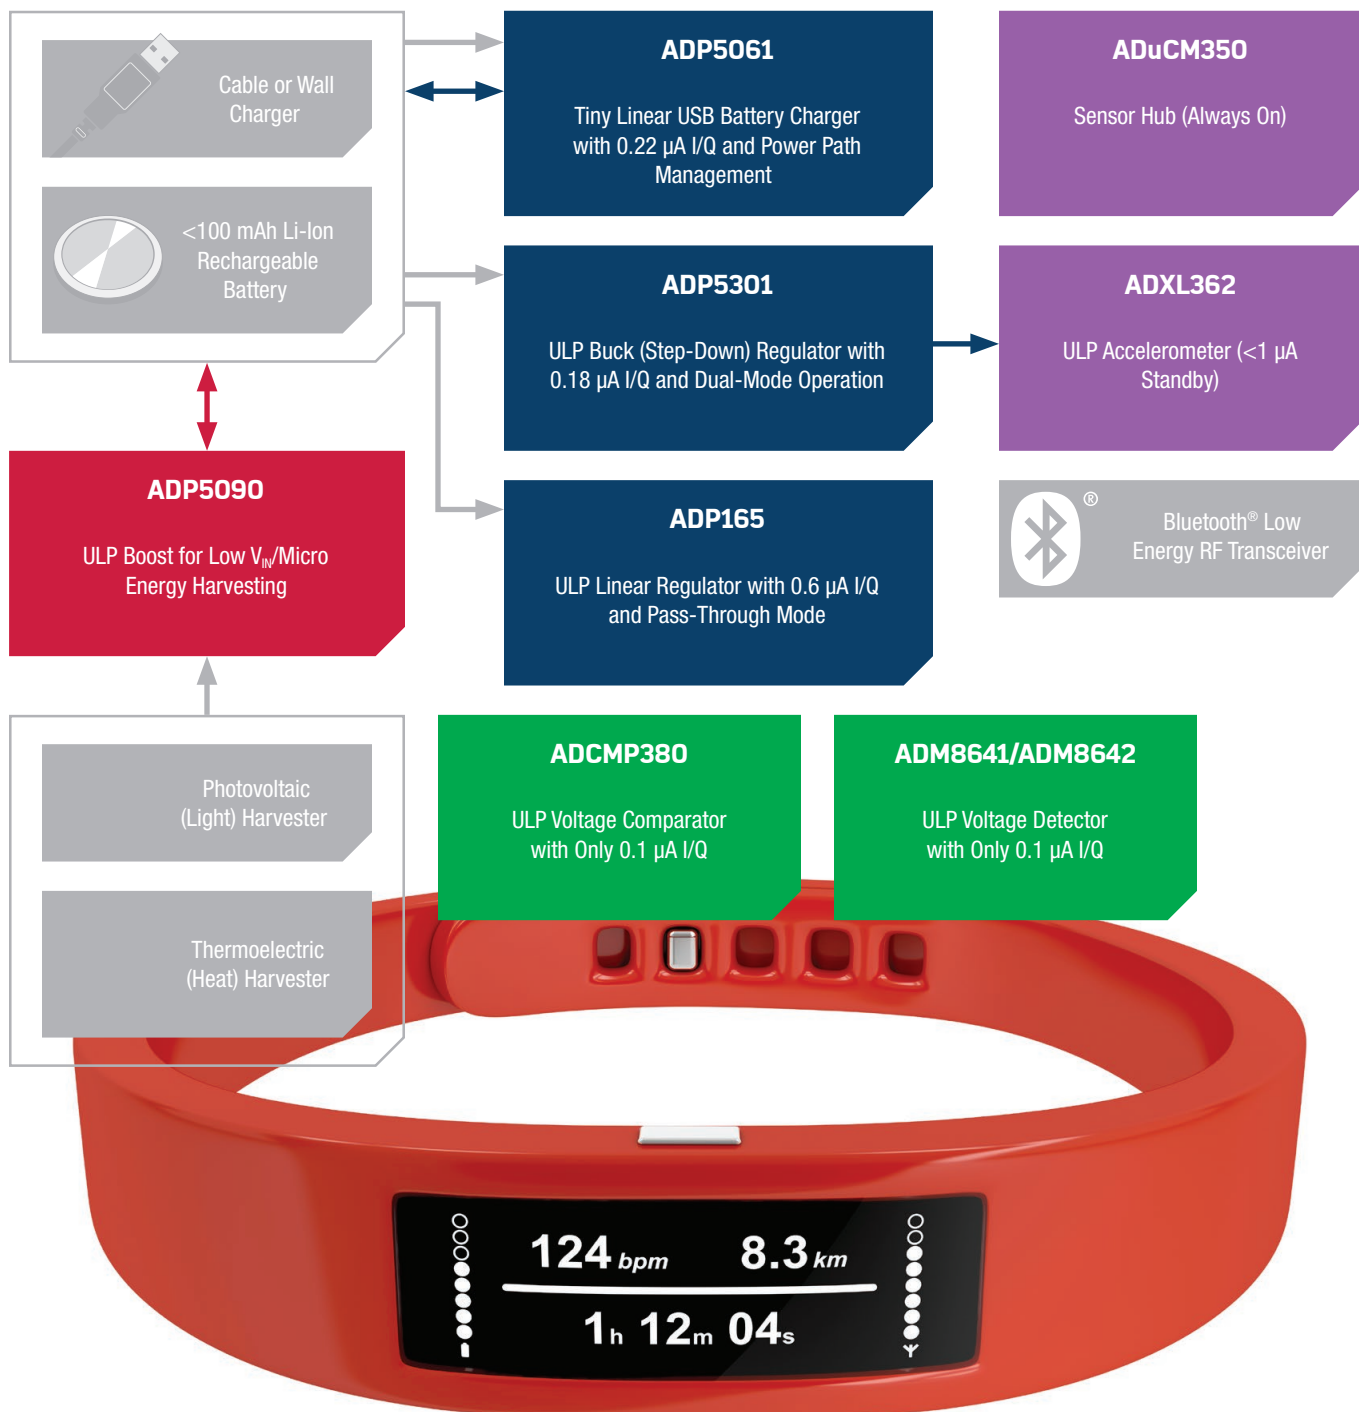 Cable or Wall
Charger
<100 mAh Li-Ion
Rechargeable
Battery
ADP5061
Tiny Linear USB Battery Charger
with 0.22 µA I/Q and Power Path
Management
ADuCM350
Sensor Hub (Always On)
ADP5301
ULP Buck (Step-Down) Regulator with
0.18 µA I/Q and Dual-Mode Operation
ADXL362
ULP Accelerometer (<1 µA
Standby)
ADP5090
ULP Boost for Low VIN/Micro
Energy Harvesting
ADP165
ULP Linear Regulator with 0.6 µA I/Q
and Pass-Through Mode
®
Bluetooth® Low
Energy RF Transceiver
Photovoltaic
(Light) Harvester
Thermoelectric
(Heat) Harvester
ADCMP380
ULP Voltage Comparator
with Only 0.1 µA I/Q
ADM8641/ADM8642
ULP Voltage Detector
with Only 0.1 µA I/Q
124 bpm 8.3 km
1h 12m 04s